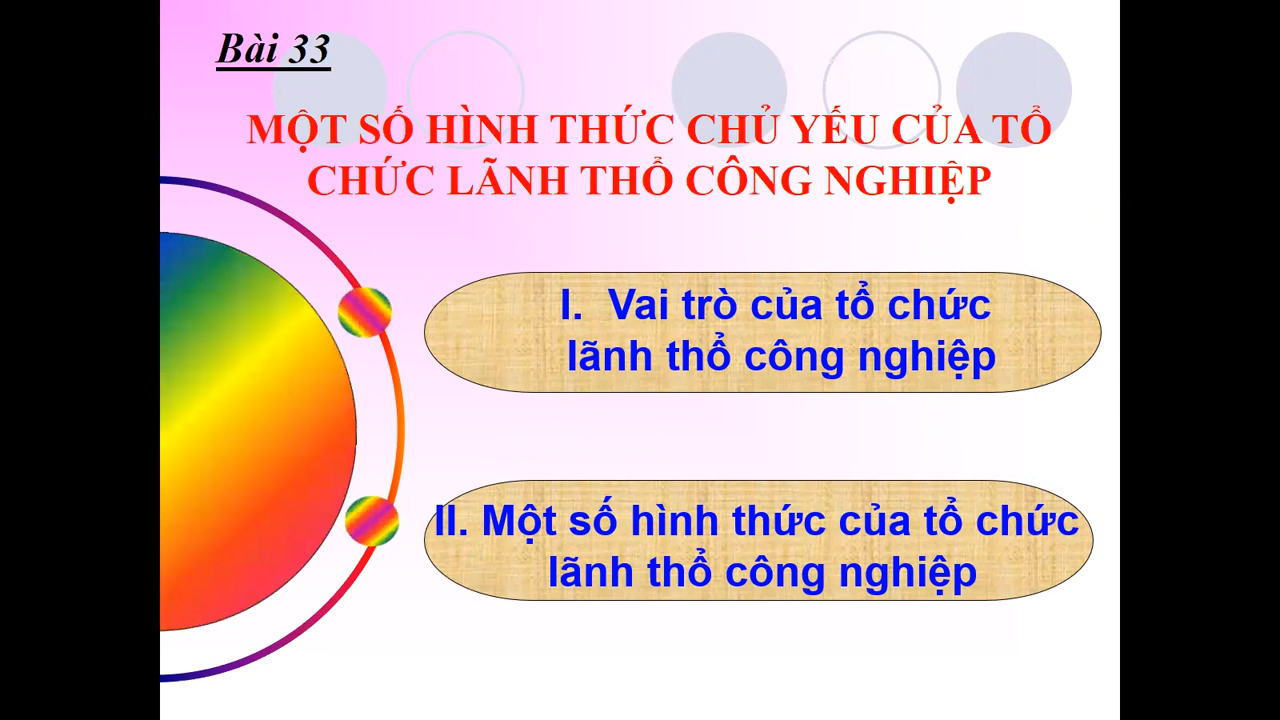 Bài 33
MỘT SỐ HÌNH THỨC CHỦ YẾU CỦA TỔ
CHỨC LÃNH THỔ CÔNG NGHIỆP
I. Vai trò của tổ chức
lãnh thổ công nghiệp
II. Một số hình thức của tổ chức
lãnh thổ công nghiệp